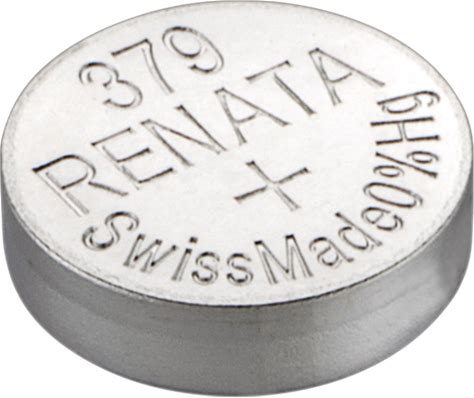 379
RENATA
+
SwissMade0%Hg